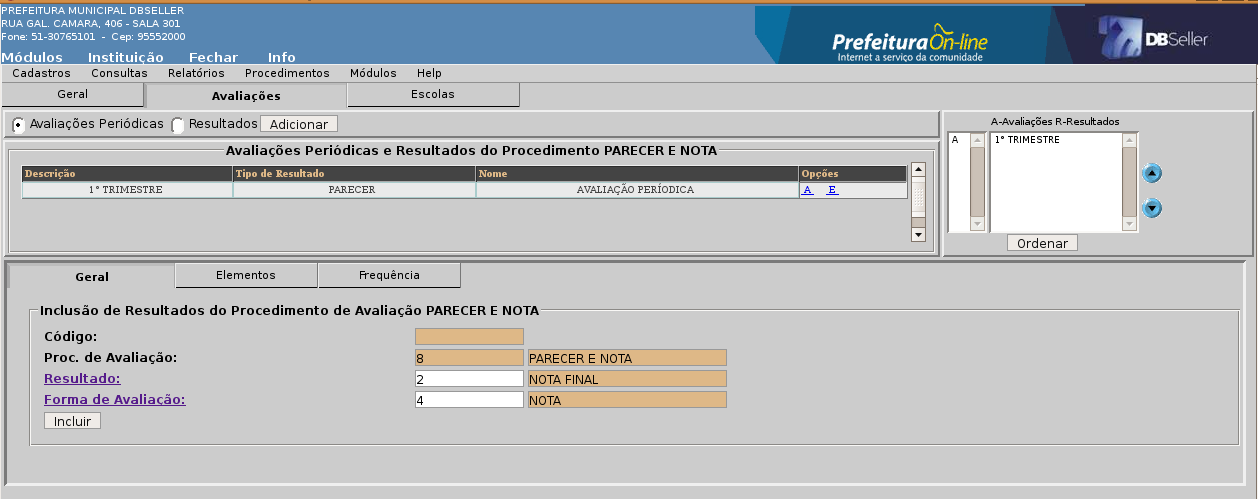 PREFEITURA MUNICIPAL DBSELLER
RUA GAL. CAMARA, 406 - SALA 301
Fone: 51-30765101 - Cep: 95552000
Prefeitura On-line
Internet a serviço da comunidade
DBSeller
Módulos Instituição Fechar Info
Cadastros Consultas Relatórios Procedimentos Módulos Help
Geral Avaliações Escolas
Avaliações Periódicas Resultados Adicionar
A-Avaliações R-Resultados
A 1° TRIMESTRE
Ordenar
Avaliações Periódicas e Resultados do Procedimento PARECER E NOTA
Descrição Tipo de Resultado Nome Opções
1° TRIMESTRE PARECER AVALIAÇÃO PERÍODICA A E
Geral Elementos Frequência
Inclusão de Resultados do Procedimento de Avaliação PARECER E NOTA
Código:
Proc. de Avaliação: 8 PARECER E NOTA
Resultado: 2 NOTA FINAL
Forma de Avaliação: 4 NOTA
Incluir